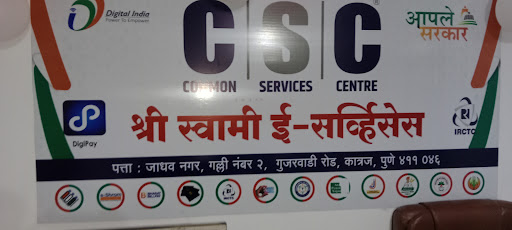 Digital India
Power To Empower
आपले
सरकार
CSC
COMMON SERVICES CENTRE
श्री स्वामी ई-सर्व्हिसेस
DigiPay
IRCTC
पत्ता : जाधव नगर, गल्ली नंबर २, गुजरवाडी रोड, कात्रज, पुणे ४११ ०४६